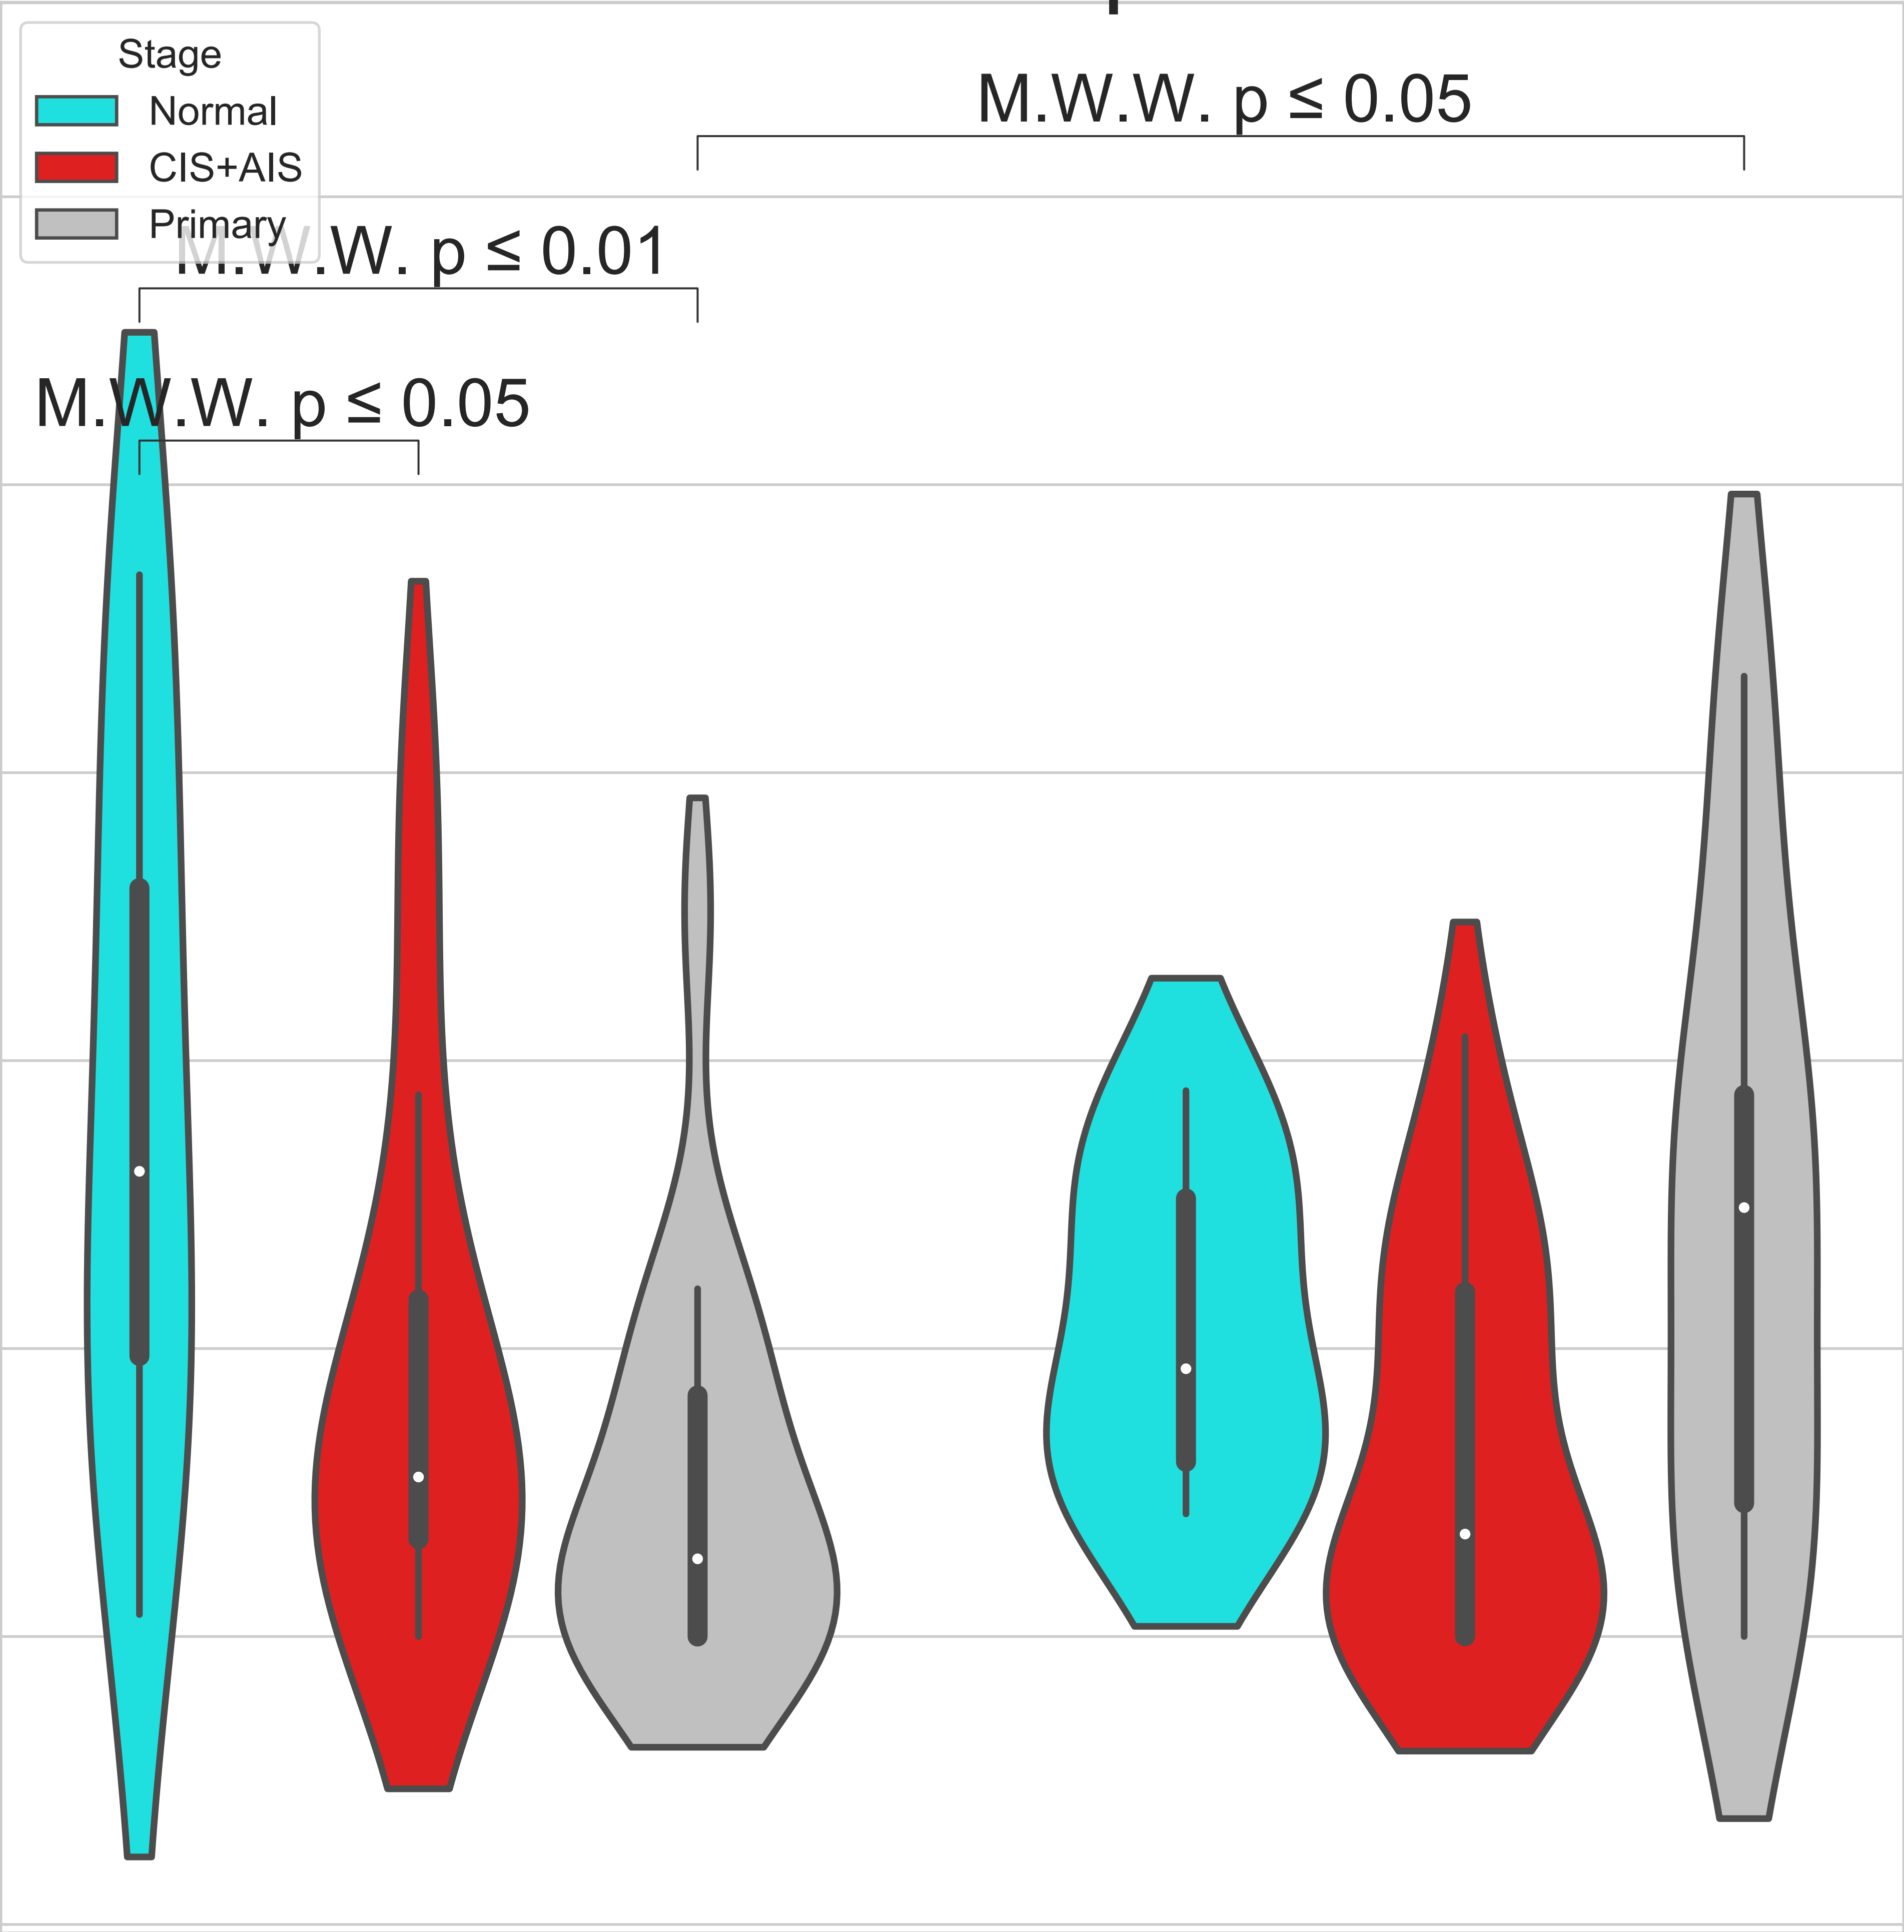 Stage
Normal
CIS+AIS
Primary
M.W.W. p ≤ 0.05
M.W.W. p ≤ 0.01
M.W.W. p ≤ 0.05